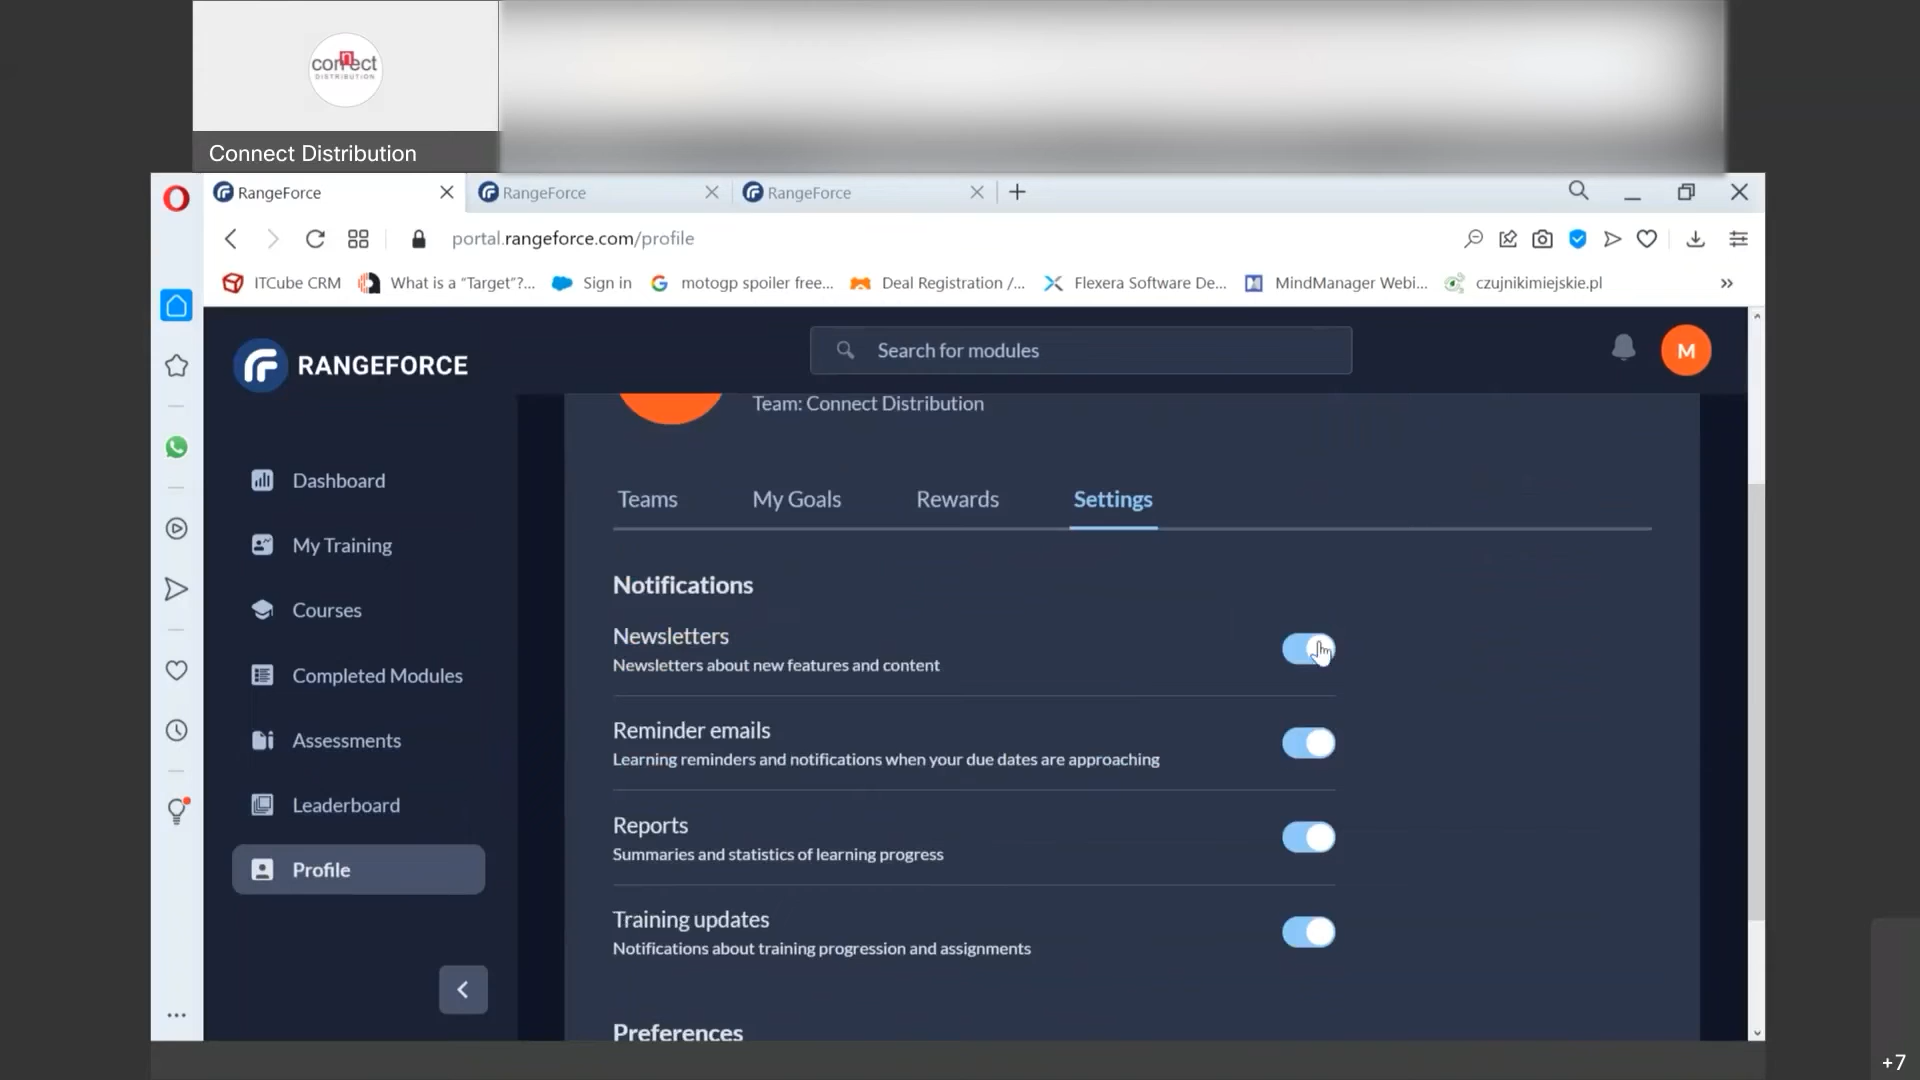 connect
DISTRIBUTION
Connect Distribution
RangeForce
RangeForce
RangeForce
portal.rangeforce.com/profile
ITCube CRM
What is a “Target”?...
Sign in
motogp spoiler free...
Deal Registration /...
Flexera Software De...
MindManager Webi...
czujnikimiejskie.pl
»
RANGEFORCE
Search for modules
M
Team: Connect Distribution
Dashboard
My Training
Courses
Completed Modules
Assessments
Leaderboard
Profile
Teams
My Goals
Rewards
Settings
Notifications
Newsletters
Newsletters about new features and content
Reminder emails
Learning reminders and notifications when your due dates are approaching
Reports
Summaries and statistics of learning progress
Training updates
Notifications about training progression and assignments
Preferences
+7